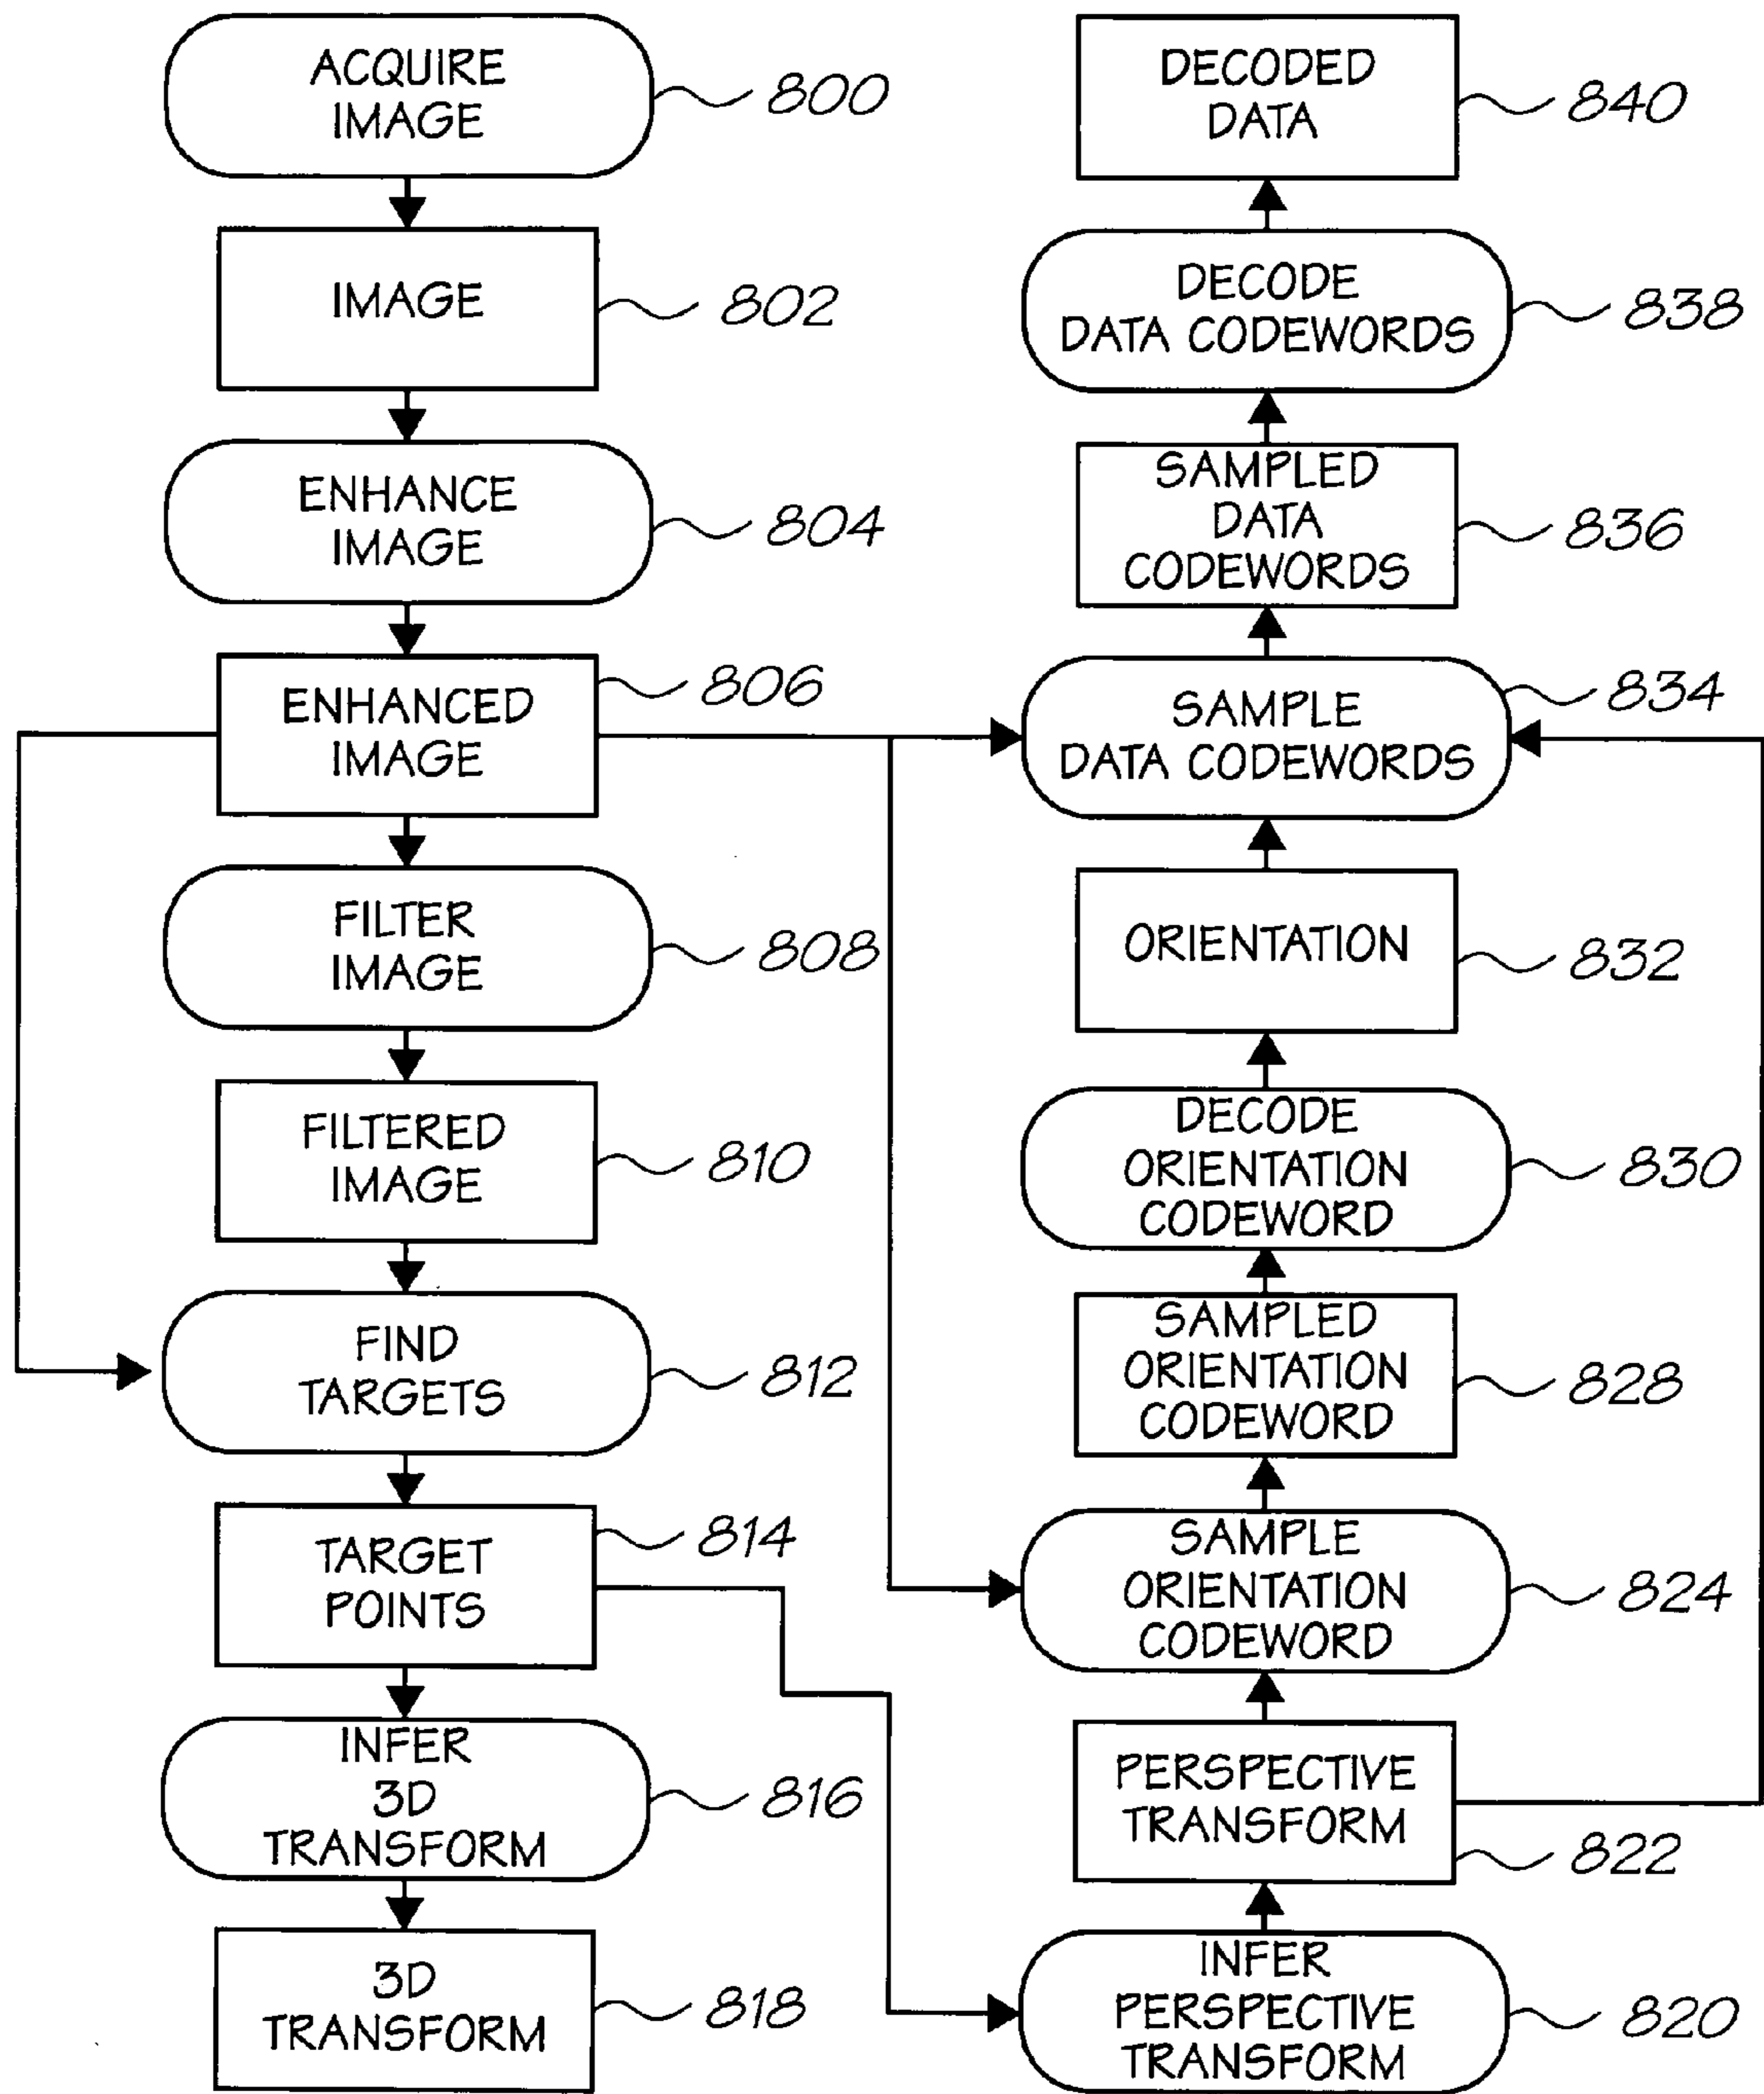 ACQUIRE
IMAGE
800
IMAGE
802
ENHANCE
IMAGE
804
ENHANCED
IMAGE
806
FILTER
IMAGE
808
FILTERED
IMAGE
810
FIND
TARGETS
812
TARGET
POINTS
814
INFER
3D
TRANSFORM
816
3D
TRANSFORM
818
DECODED
DATA
840
DECODE
DATA CODEWORDS
838
SAMPLED
DATA
CODEWORDS
836
SAMPLE
DATA CODEWORDS
834
ORIENTATION
832
DECODE
ORIENTATION
CODEWORD
830
SAMPLED
ORIENTATION
CODEWORD
828
SAMPLE
ORIENTATION
CODEWORD
824
PERSPECTIVE
TRANSFORM
822
INFER
PERSPECTIVE
TRANSFORM
820